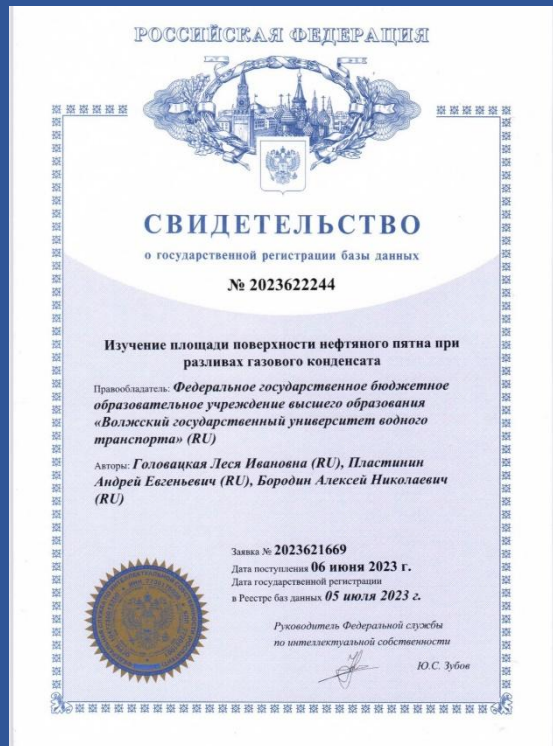 РОССИЙСКАЯ ФЕДЕРАЦИЯ
СВИДЕТЕЛЬСТВО
о государственной регистрации базы данных
№ 2023622244
Изучение площади поверхности нефтяного пятна при
разливах газового конденсата
Правообладатель: Федеральное государственное бюджетное
образовательное учреждение высшего образования
«Волжский государственный университет водного
транспорта» (RU)
Авторы: Головацкая Леся Ивановна (RU), Пластинин
Андрей Евгеньевич (RU), Бородин Алексей Николаевич
(RU)
Заявка № 2023621669
Дата поступления 06 июня 2023 г.
Дата государственной регистрации
в Реестре баз данных 05 июля 2023 г.
Руководитель Федеральной службы
по интеллектуальной собственности
Ю.С. Зубов